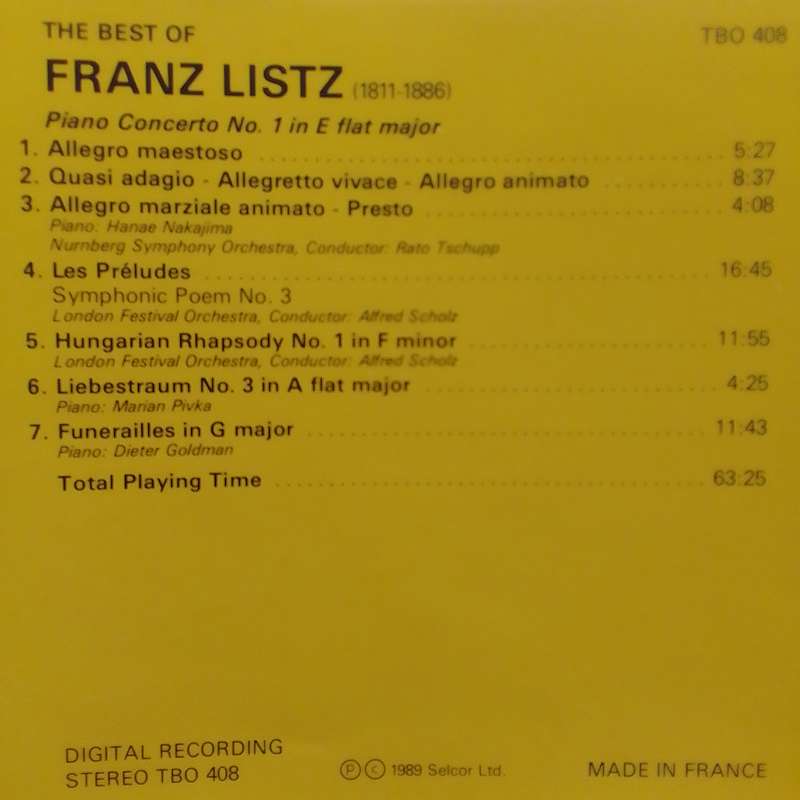 THE BEST OF TBO 408
FRANZ LISTZ (1811-1886)
Piano Concerto No. 1 in E flat major
1. Allegro maestoso 5:27
2. Quasi adagio - Allegretto vivace - Allegro animato 8:37
3. Allegro marziale animato - Presto 4:08
Piano: Hanae Nakajima
Nurnberg Symphony Orchestra, Conductor: Rato Tschupp
4. Les Préludes 16:45
Symphonic Poem No. 3
London Festival Orchestra, Conductor: Alfred Scholz
5. Hungarian Rhapsody No. 1 in F minor 11:55
London Festival Orchestra, Conductor: Alfred Scholz
6. Liebestraum No. 3 in A flat major 4:25
Piano: Marian Pivka
7. Funerailles in G major 11:43
Piano: Dieter Goldman
Total Playing Time 63:25
DIGITAL RECORDING
STEREO TBO 408
Ⓟ © 1989 Selcor Ltd.
MADE IN FRANCE